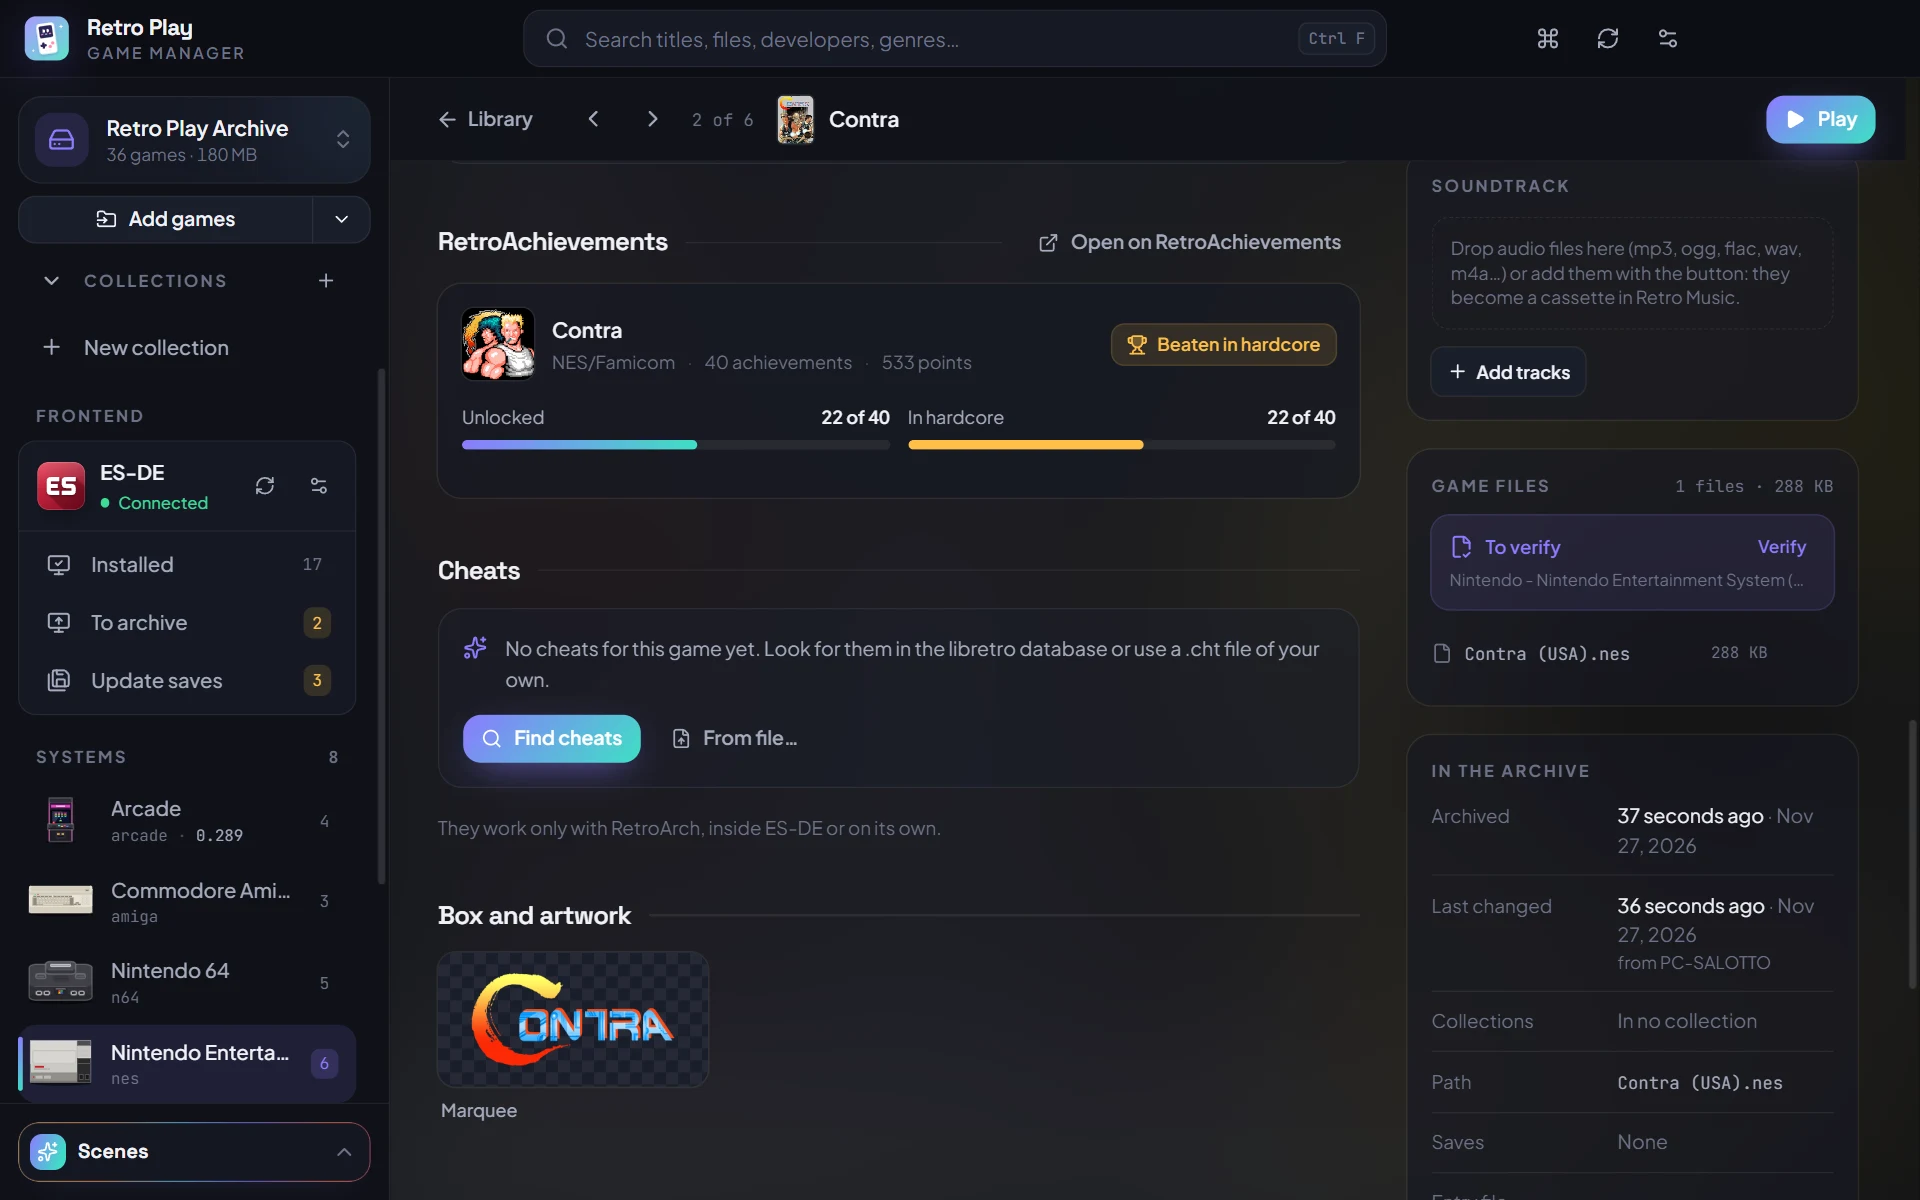 Retro Play
GAME MANAGER
Search titles, files, developers, genres...
Ctrl F
Retro Play Archive
36 games · 180 MB
Add games
COLLECTIONS
New collection
FRONTEND
ES
ES-DE
Connected
Installed
17
To archive
2
Update saves
3
SYSTEMS
8
Arcade
arcade · 0.289
4
Commodore Ami...
amiga
3
Nintendo 64
n64
5
Nintendo Enterta...
nes
6
Scenes
Library
2 of 6
Contra
Play
RetroAchievements
Open on RetroAchievements
Contra
NES/Famicom · 40 achievements · 533 points
Beaten in hardcore
Unlocked
22 of 40
In hardcore
22 of 40
Cheats
No cheats for this game yet. Look for them in the libretro database or use a .cht file of your
own.
Find cheats
From file...
They work only with RetroArch, inside ES-DE or on its own.
Box and artwork
CONTRA
Marquee
SOUNDTRACK
Drop audio files here (mp3, ogg, flac, wav,
m4a...) or add them with the button: they
become a cassette in Retro Music.
Add tracks
GAME FILES
1 files · 288 KB
To verify
Verify
Nintendo - Nintendo Entertainment System (...
Contra (USA).nes
288 KB
IN THE ARCHIVE
Archived
37 seconds ago · Nov
27, 2026
Last changed
36 seconds ago · Nov
27, 2026
from PC-SALOTTO
Collections
In no collection
Path
Contra (USA).nes
Saves
None